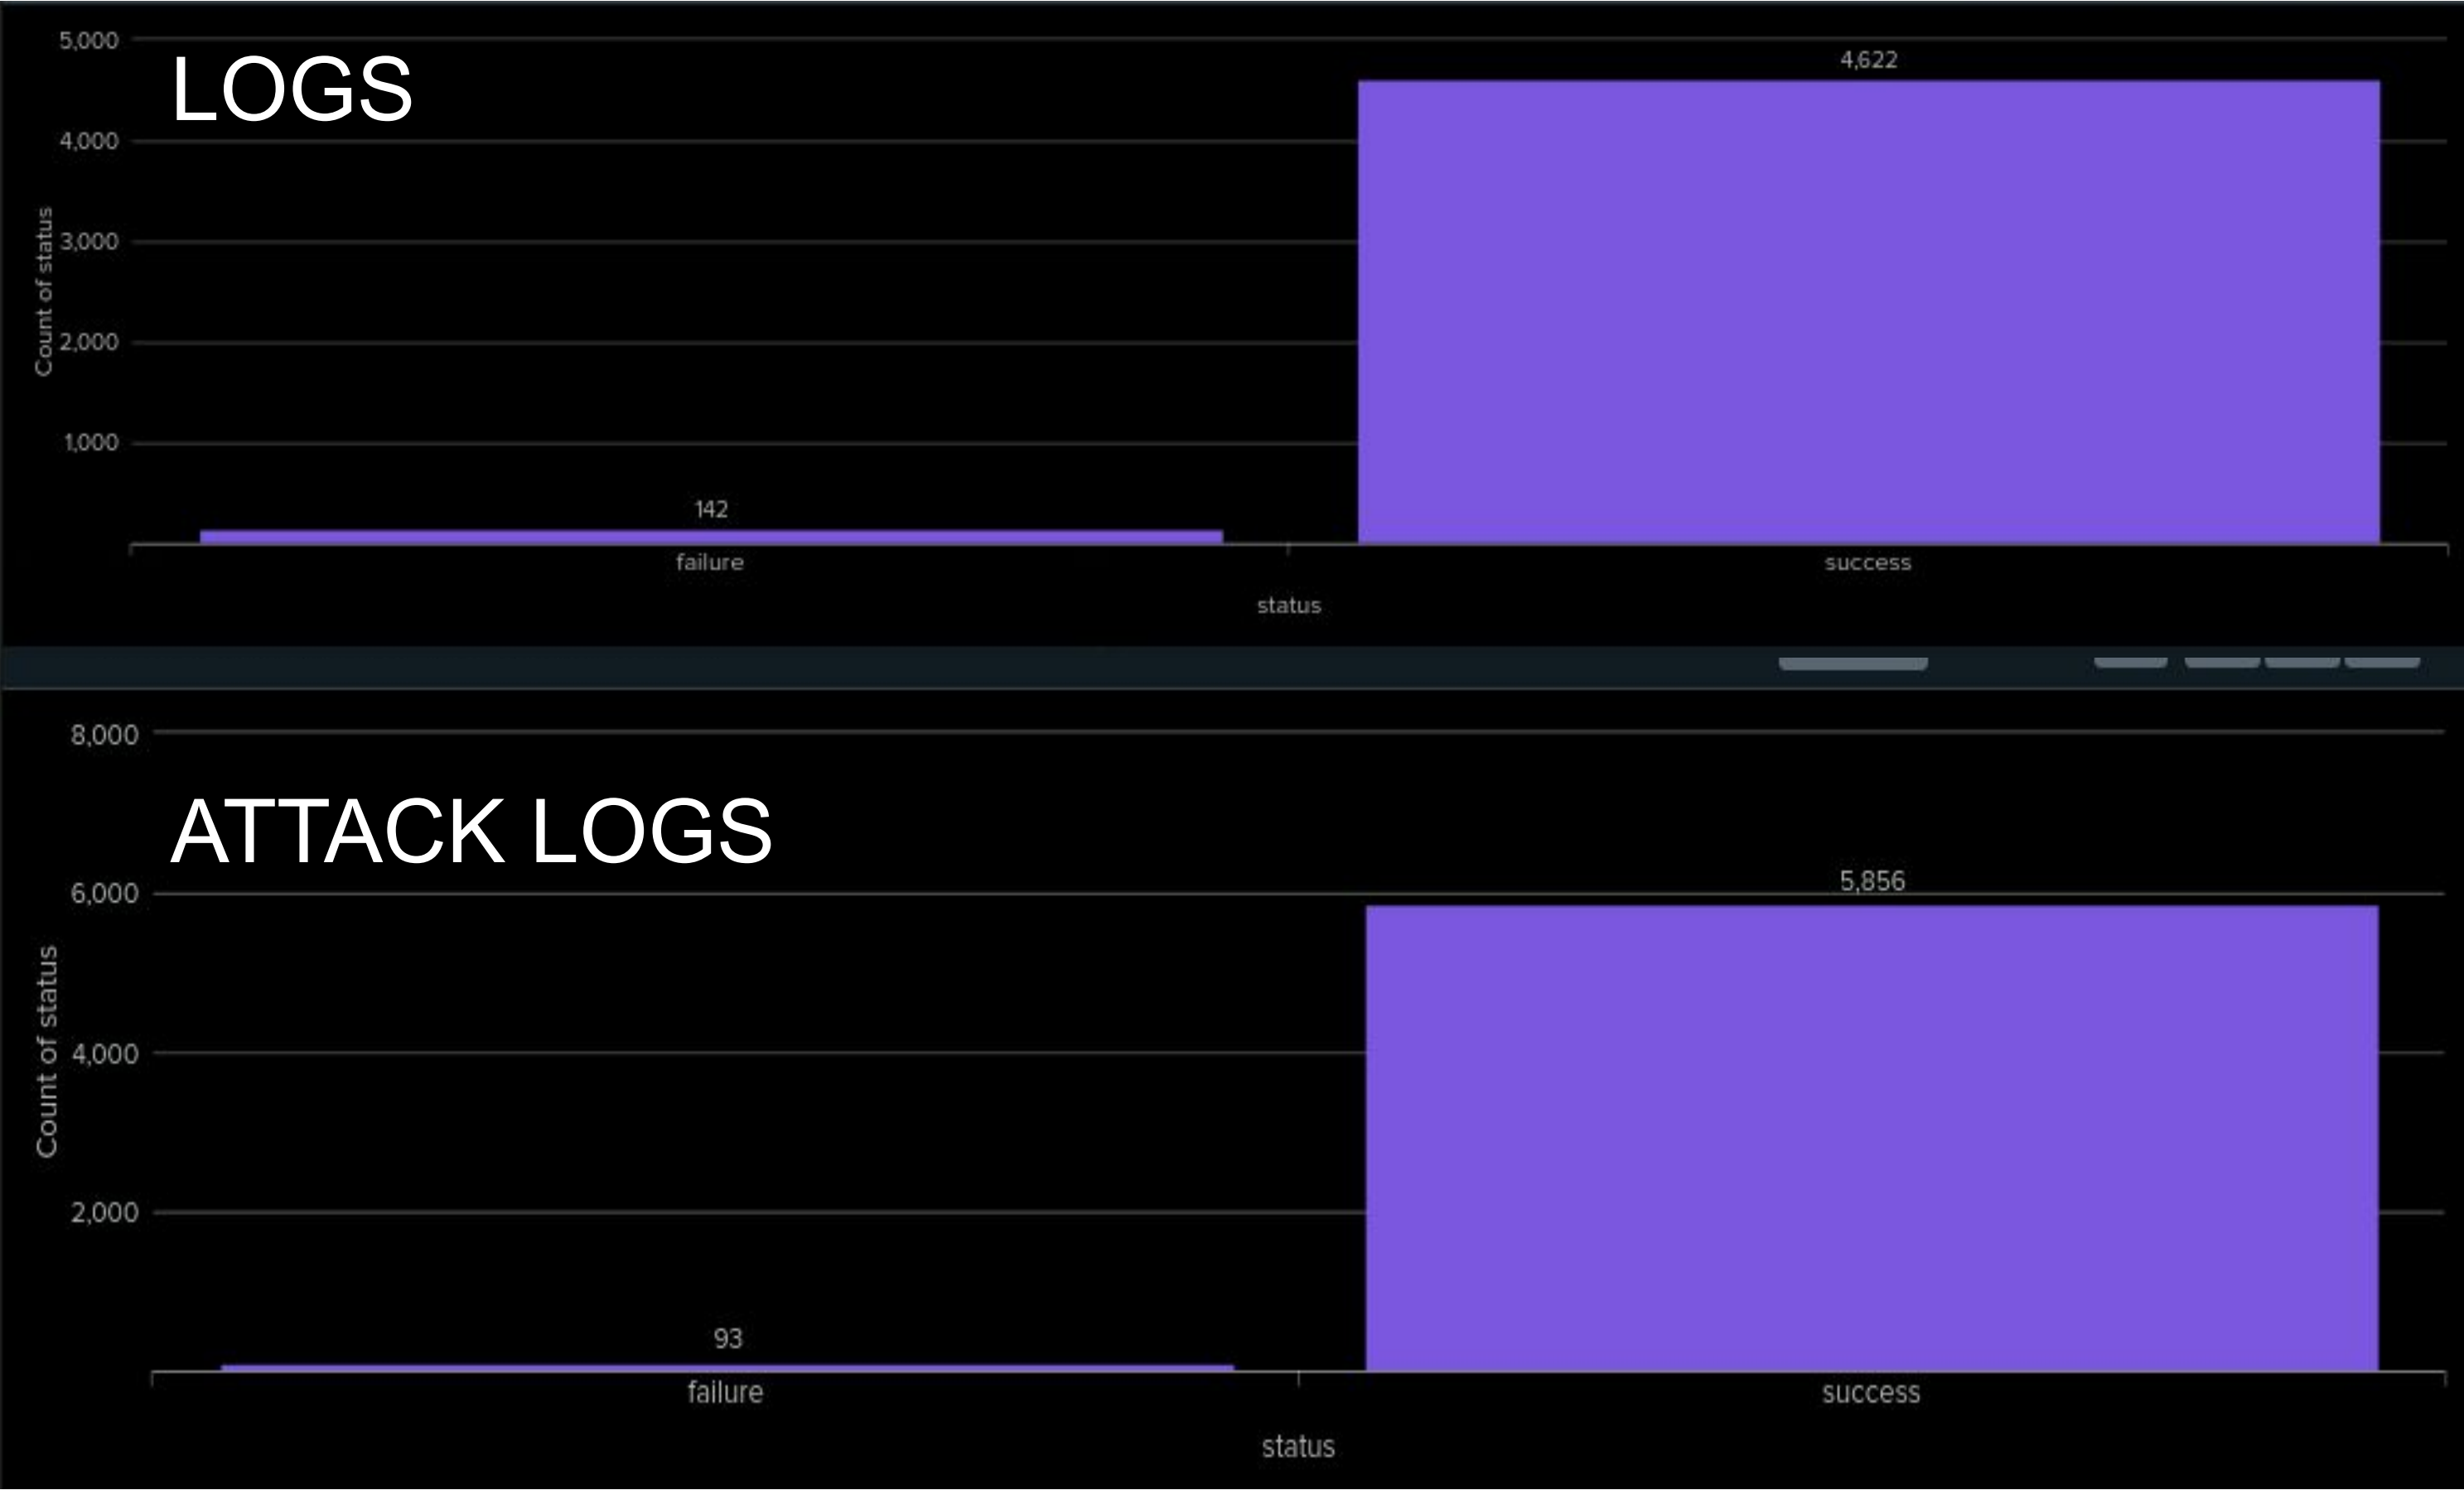 5,000
LOGS
4,622
4,000
3,000
Count of status
2,000
1,000
142
failure
success
status
8,000
ATTACK LOGS
5,856
6,000
Count of status
4,000
2,000
93
failure
success
status